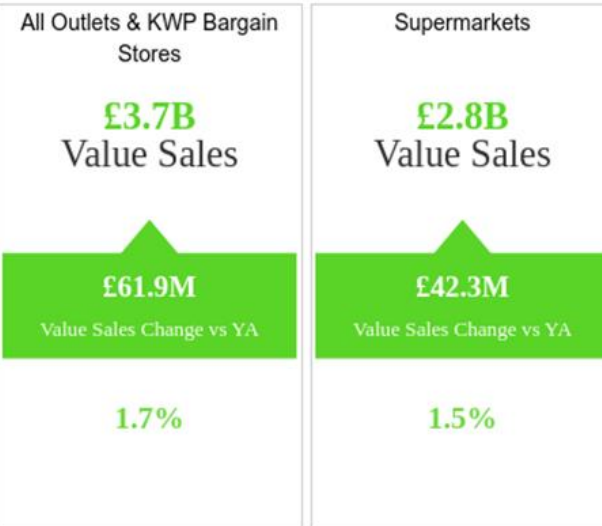 All Outlets & KWP Bargain
Stores
£3.7B
Value Sales
£61.9M
Value Sales Change vs YA
1.7%
Supermarkets
£2.8B
Value Sales
£42.3M
Value Sales Change vs YA
1.5%